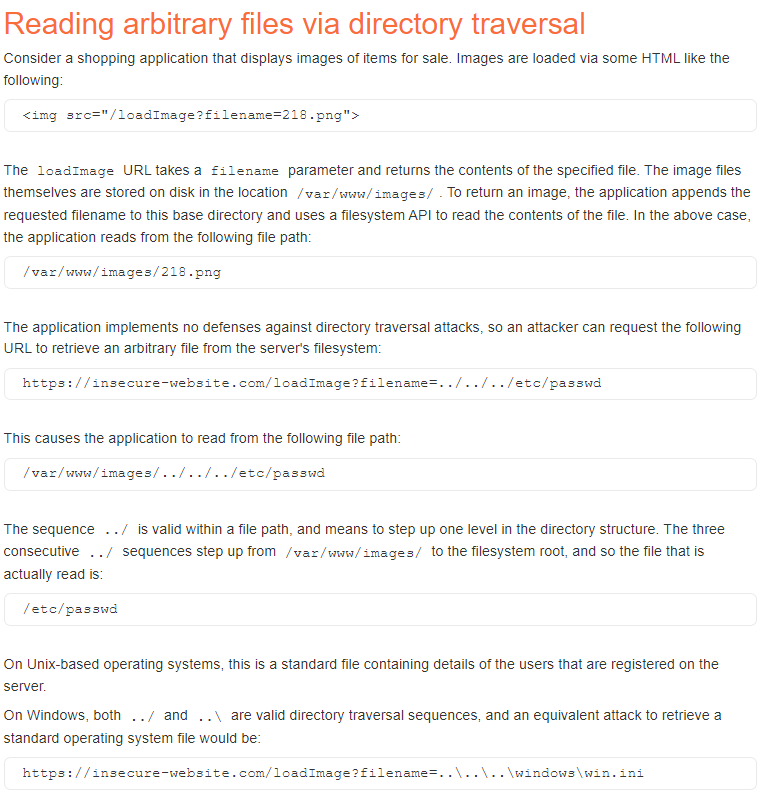 Reading arbitrary files via directory traversal
Consider a shopping application that displays images of items for sale. Images are loaded via some HTML like the
following:
<img src="/loadImage?filename=218.png">
The loadImage URL takes a filename parameter and returns the contents of the specified file. The image files
themselves are stored on disk in the location /var/www/images/ . To return an image, the application appends the
requested filename to this base directory and uses a filesystem API to read the contents of the file. In the above case,
the application reads from the following file path:
/var/www/images/218.png
The application implements no defenses against directory traversal attacks, so an attacker can request the following
URL to retrieve an arbitrary file from the server's filesystem:
https://insecure-website.com/loadImage?filename=../../../etc/passwd
This causes the application to read from the following file path:
/var/www/images/../../../etc/passwd
The sequence ../ is valid within a file path, and means to step up one level in the directory structure. The three
consecutive ../ sequences step up from /var/www/images/ to the filesystem root, and so the file that is
actually read is:
/etc/passwd
On Unix-based operating systems, this is a standard file containing details of the users that are registered on the
server.
On Windows, both ../ and ..\ are valid directory traversal sequences, and an equivalent attack to retrieve a
standard operating system file would be:
https://insecure-website.com/loadImage?filename=..\..\..\windows\win.ini